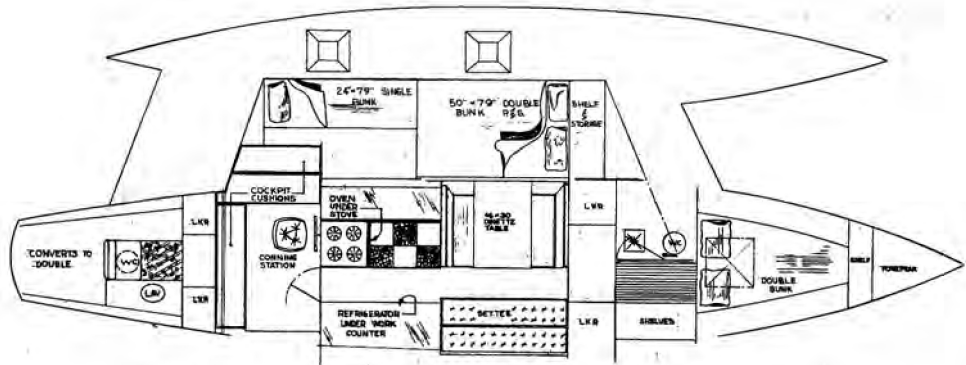 24"×79" SINGLE
BUNK
50"×79" DOUBLE
BUNK P&S
SHELF
&
STORAGE
COCKPIT
CUSHIONS
OVEN
UNDER
STOVE
46×30
DINETTE
TABLE
LKR
LKR
CONNING
STATION
CONVERTS TO
DOUBLE
WC
LAV
LKR
WC
DOUBLE
BUNK
SHELF
FOREPEAK
REFRIGERATOR
UNDER WORK
COUNTER
SETTEE
LKR
SHELVES